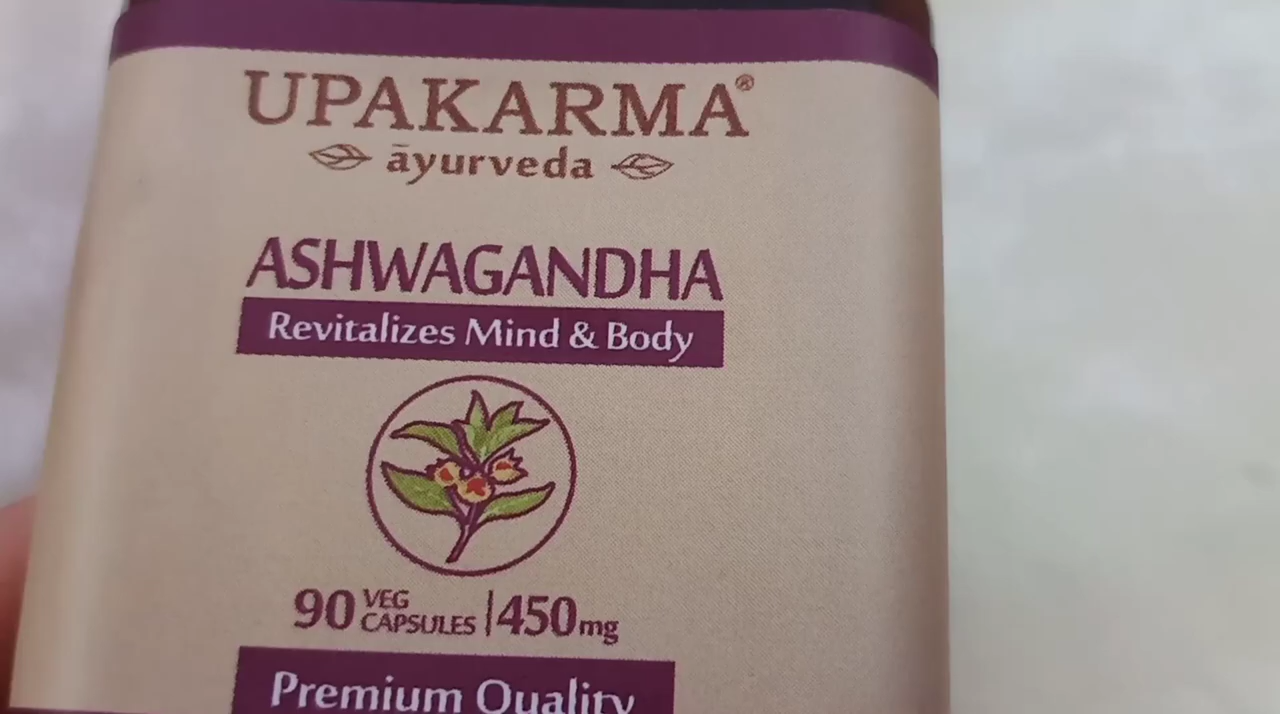 UPAKARMA®
āyurveda
ASHWAGANDHA
Revitalizes Mind & Body
90 VEG CAPSULES | 450mg
Premium Quality